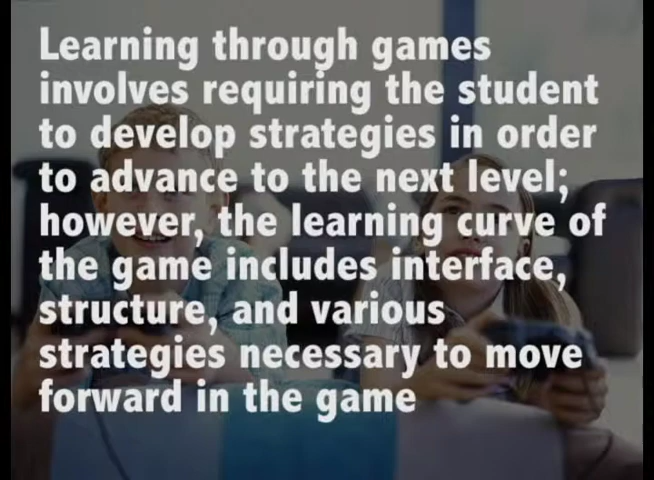 Learning through games
involves requiring the student
to develop strategies in order
to advance to the next level;
however, the learning curve of
the game includes interface,
structure, and various
strategies necessary to move
forward in the game